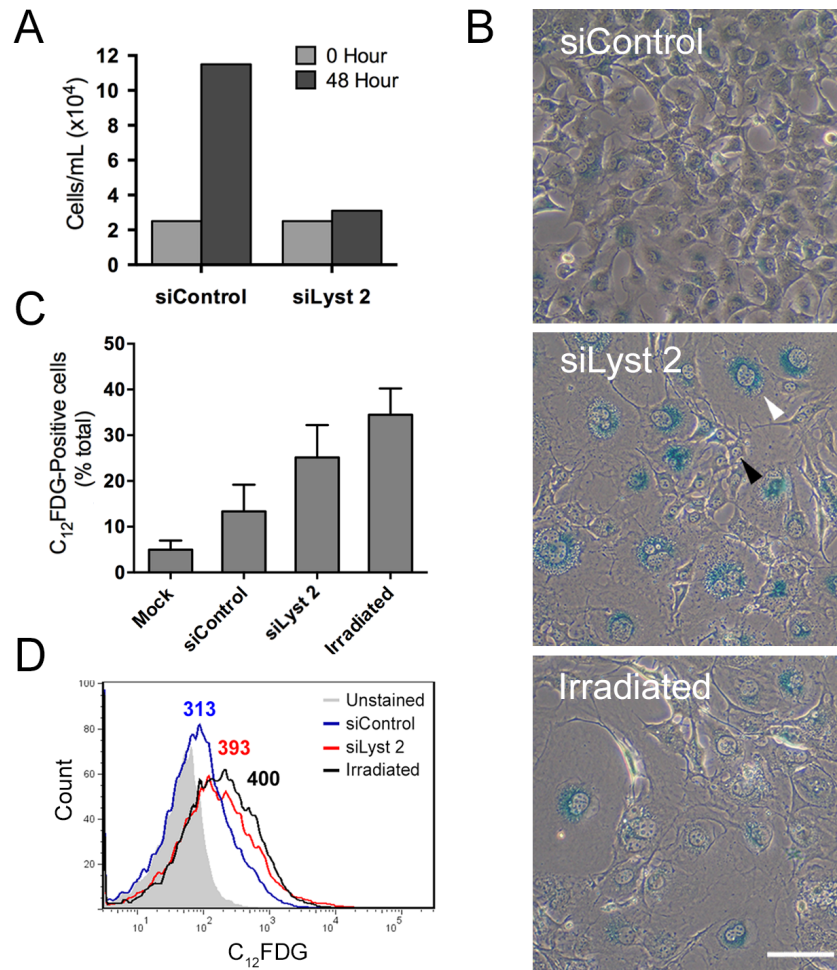 A
12
10
8
6
4
2
0
Cells/mL (x10⁴)
0 Hour
48 Hour
siControl
siLyst 2
B
siControl
siLyst 2
Irradiated
C
50
40
30
20
10
0
C₁₂FDG-Positive cells
(% total)
Mock
siControl
siLyst 2
Irradiated
D
100
80
60
40
20
Count
313
393
400
Unstained
siControl
siLyst 2
Irradiated
10¹
10²
10³
10⁴
10⁵
C₁₂FDG